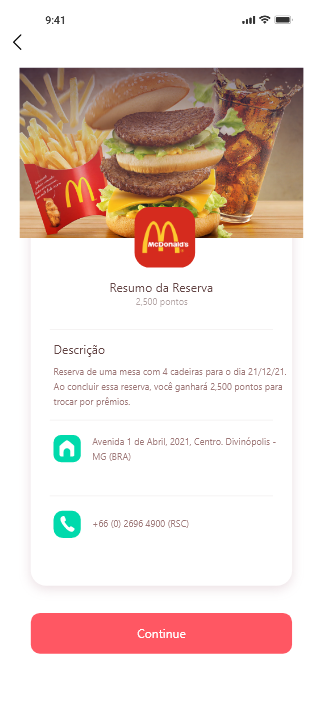 9:41
McDonald's
Resumo da Reserva
2,500 pontos
Descrição
Reserva de uma mesa com 4 cadeiras para o dia 21/12/21.
Ao concluir essa reserva, você ganhará 2,500 pontos para
trocar por prêmios.
Avenida 1 de Abril, 2021, Centro. Divinópolis -
MG (BRA)
+66 (0) 2696 4900 (RSC)
Continue